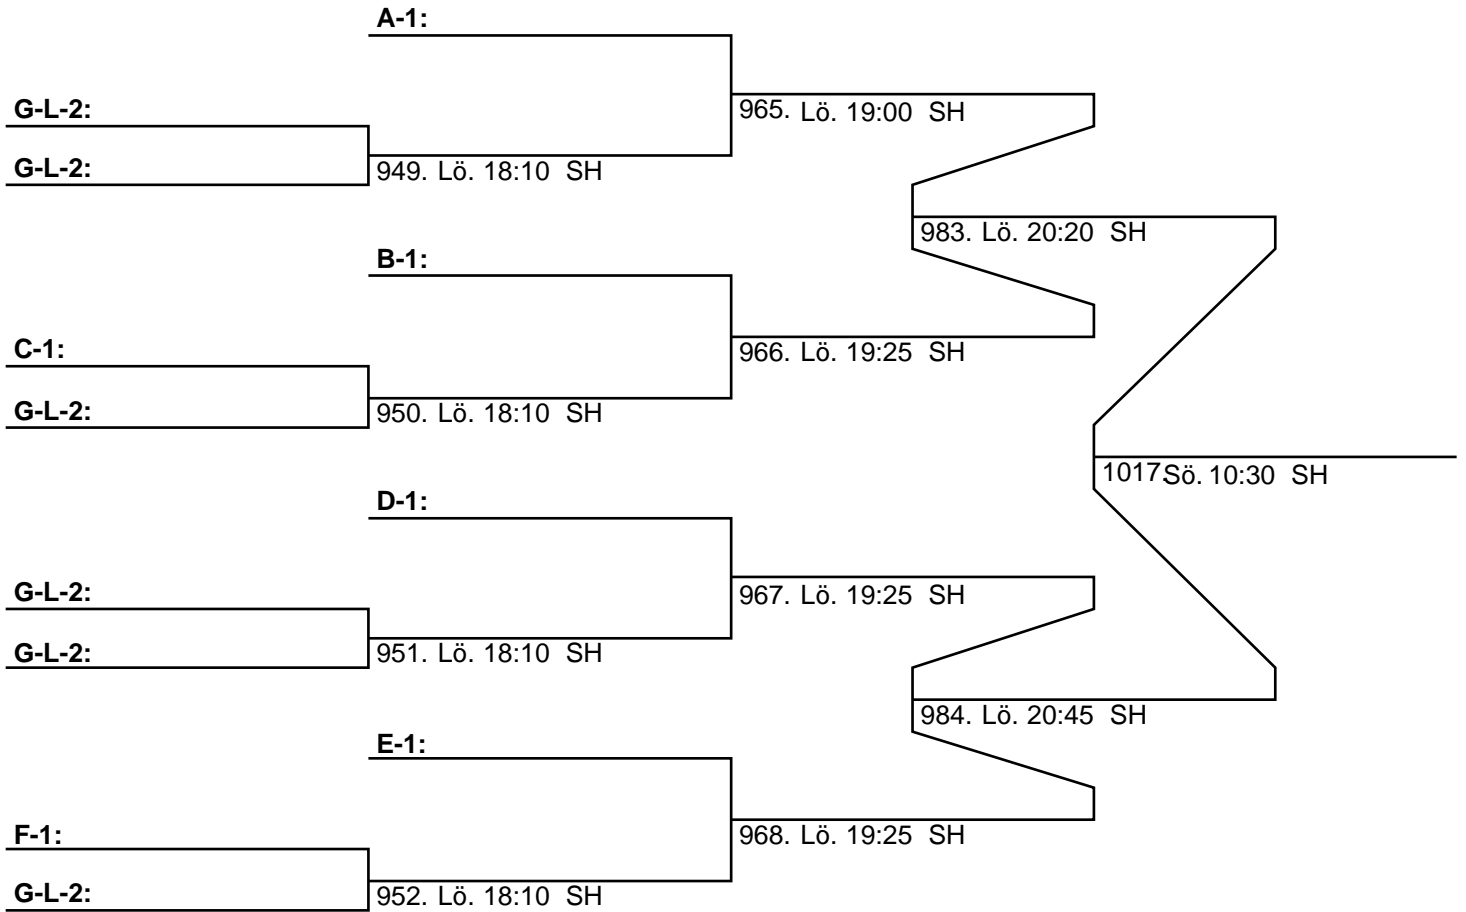 A-1:
G-L-2:
965. Lö. 19:00 SH
G-L-2:
949. Lö. 18:10 SH
983. Lö. 20:20 SH
B-1:
C-1:
966. Lö. 19:25 SH
G-L-2:
950. Lö. 18:10 SH
1017. Sö. 10:30 SH
D-1:
G-L-2:
967. Lö. 19:25 SH
G-L-2:
951. Lö. 18:10 SH
984. Lö. 20:45 SH
E-1:
F-1:
968. Lö. 19:25 SH
G-L-2:
952. Lö. 18:10 SH